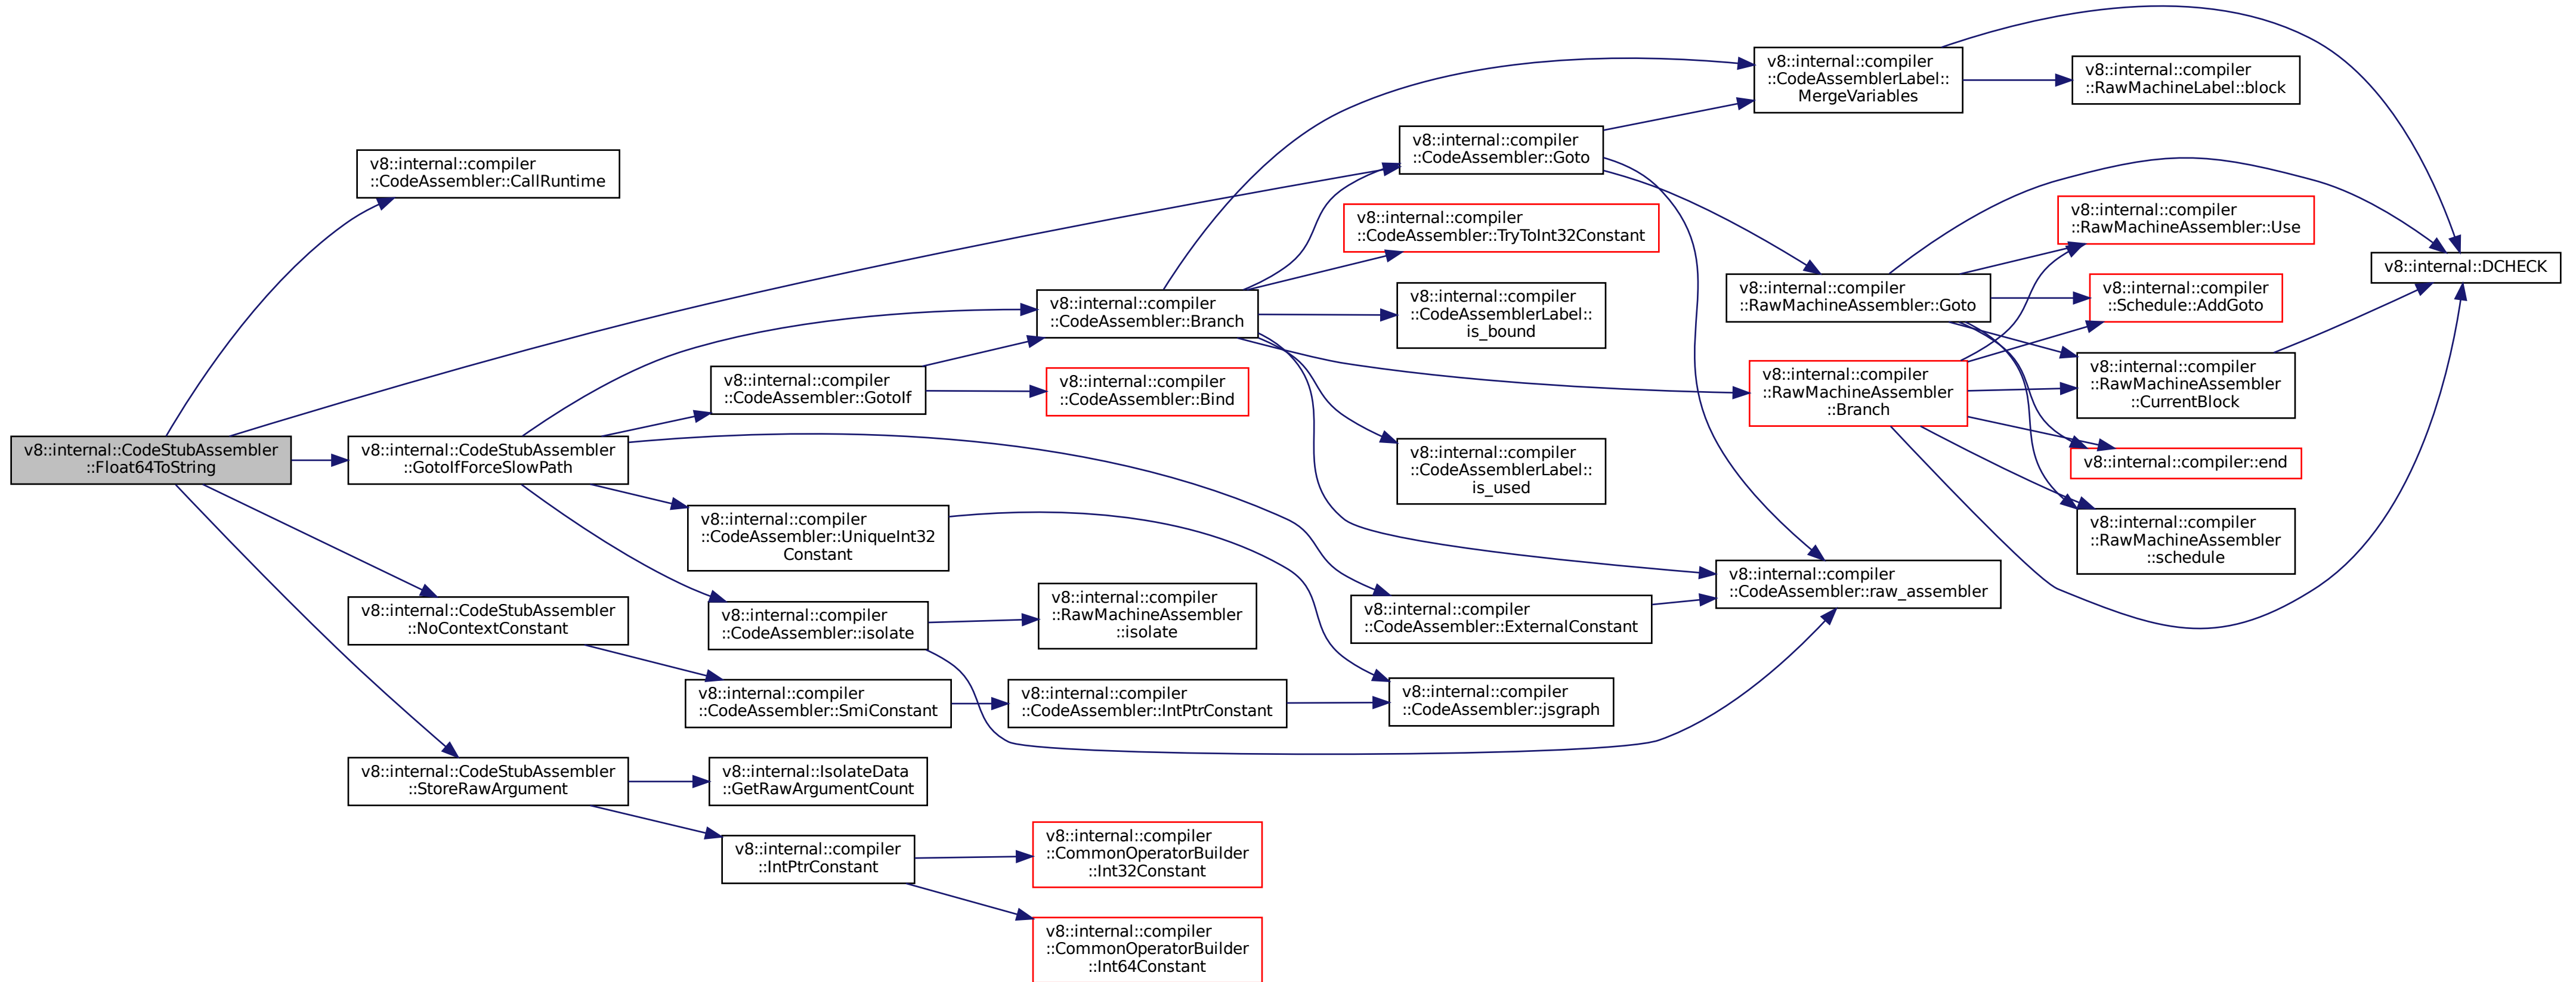 v8::internal::CodeStubAssembler
::Float64ToString
v8::internal::compiler
::CodeAssembler::CallRuntime
v8::internal::CodeStubAssembler
::GotoIfForceSlowPath
v8::internal::CodeStubAssembler
::NoContextConstant
v8::internal::CodeStubAssembler
::StoreRawArgument
v8::internal::compiler
::CodeAssembler::GotoIf
v8::internal::compiler
::CodeAssembler::UniqueInt32
Constant
v8::internal::compiler
::CodeAssembler::isolate
v8::internal::compiler
::CodeAssembler::SmiConstant
v8::internal::IsolateData
::GetRawArgumentCount
v8::internal::compiler
::IntPtrConstant
v8::internal::compiler
::CodeAssembler::Branch
v8::internal::compiler
::CodeAssembler::Bind
v8::internal::compiler
::RawMachineAssembler
::isolate
v8::internal::compiler
::CodeAssembler::IntPtrConstant
v8::internal::compiler
::CommonOperatorBuilder
::Int32Constant
v8::internal::compiler
::CommonOperatorBuilder
::Int64Constant
v8::internal::compiler
::CodeAssembler::Goto
v8::internal::compiler
::CodeAssembler::TryToInt32Constant
v8::internal::compiler
::CodeAssemblerLabel::
is_bound
v8::internal::compiler
::CodeAssemblerLabel::
is_used
v8::internal::compiler
::CodeAssembler::ExternalConstant
v8::internal::compiler
::CodeAssembler::jsgraph
v8::internal::compiler
::CodeAssemblerLabel::
MergeVariables
v8::internal::compiler
::RawMachineAssembler::Goto
v8::internal::compiler
::RawMachineAssembler
::Branch
v8::internal::compiler
::CodeAssembler::raw_assembler
v8::internal::compiler
::RawMachineLabel::block
v8::internal::compiler
::RawMachineAssembler::Use
v8::internal::compiler
::Schedule::AddGoto
v8::internal::compiler
::RawMachineAssembler
::CurrentBlock
v8::internal::compiler::end
v8::internal::compiler
::RawMachineAssembler
::schedule
v8::internal::DCHECK